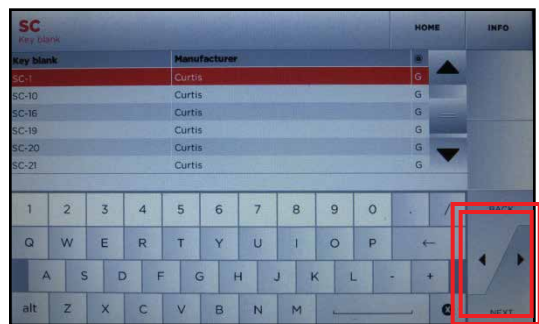 SC
Key blank
HOME
INFO
Key blank Manufacturer
SC-1 Curtis G
SC-10 Curtis G
SC-16 Curtis G
SC-19 Curtis G
SC-20 Curtis G
SC-21 Curtis G
1 2 3 4 5 6 7 8 9 0 . /
BACK
Q W E R T Y U I O P ←
A S D F G H J K L - +
alt Z X C V B N M
NEXT